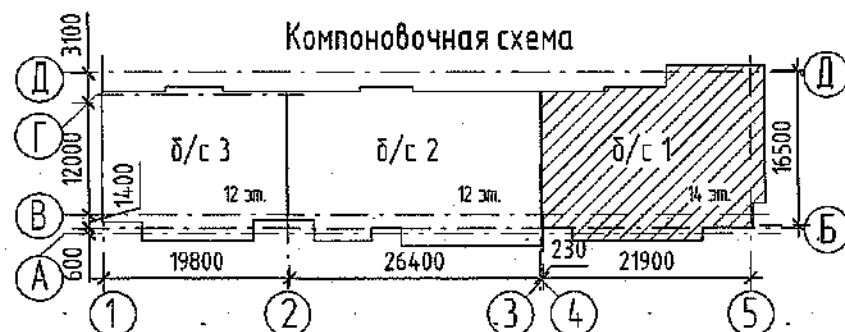 Компоновочная схема
3100
Д
Д
Г
12000
б/с 3
б/с 2
б/с 1
16500
1400
12 эт.
12 эт.
14 эт.
В
Б
А
600
19800
26400
230
21900
1
2
3
4
5